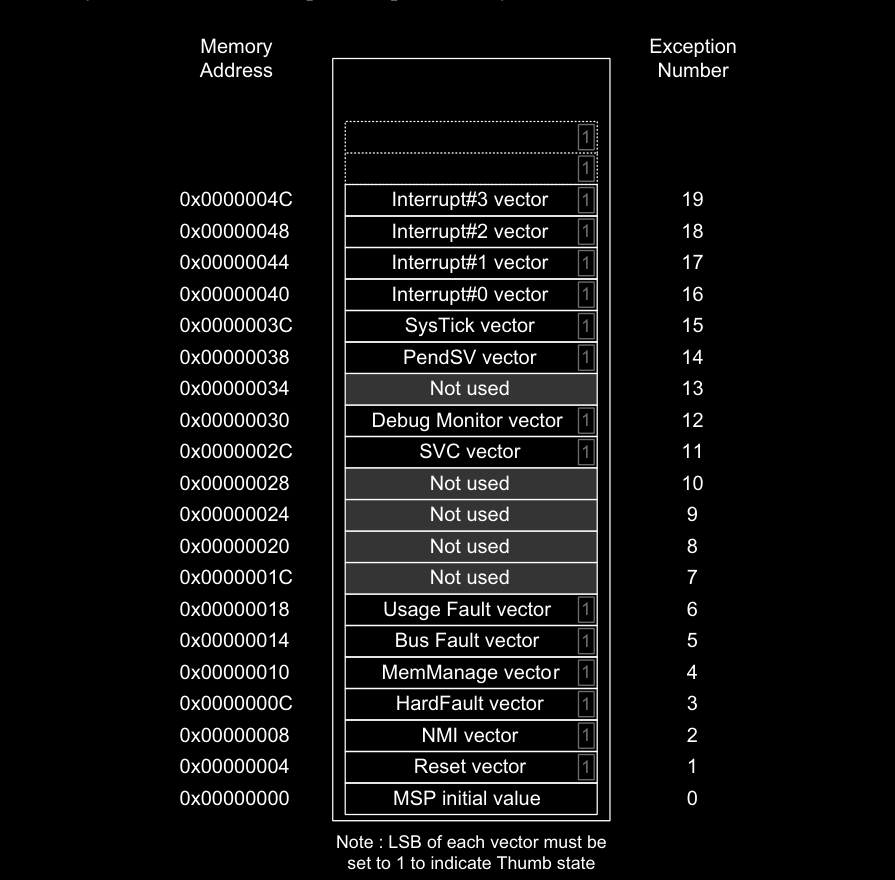 Memory Address
Exception Number
1
1
0x0000004C Interrupt#3 vector 1 19
0x00000048 Interrupt#2 vector 1 18
0x00000044 Interrupt#1 vector 1 17
0x00000040 Interrupt#0 vector 1 16
0x0000003C SysTick vector 1 15
0x00000038 PendSV vector 1 14
0x00000034 Not used 13
0x00000030 Debug Monitor vector 1 12
0x0000002C SVC vector 1 11
0x00000028 Not used 10
0x00000024 Not used 9
0x00000020 Not used 8
0x0000001C Not used 7
0x00000018 Usage Fault vector 1 6
0x00000014 Bus Fault vector 1 5
0x00000010 MemManage vector 1 4
0x0000000C HardFault vector 1 3
0x00000008 NMI vector 1 2
0x00000004 Reset vector 1 1
0x00000000 MSP initial value 0
Note : LSB of each vector must be
set to 1 to indicate Thumb state